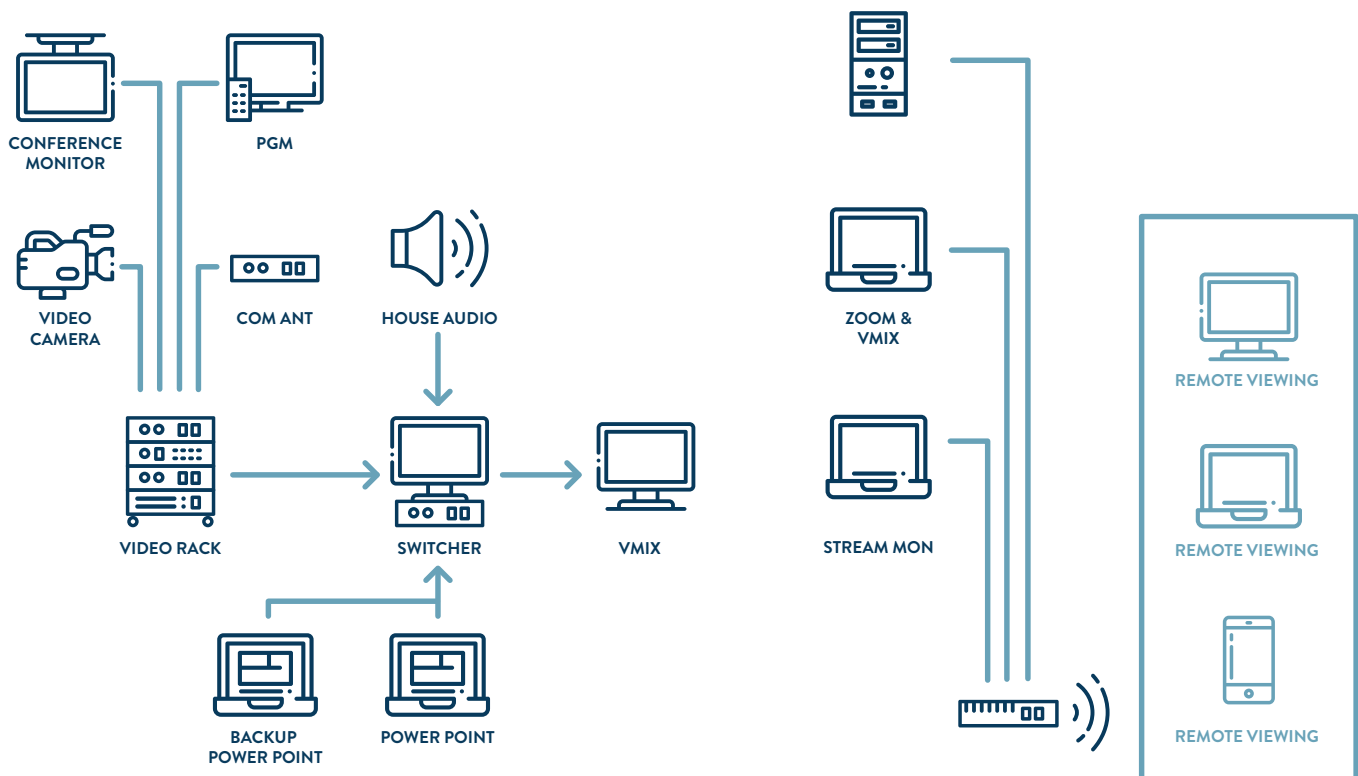 CONFERENCE
MONITOR
PGM
VIDEO
CAMERA
COM ANT
HOUSE AUDIO
ZOOM &
VMIX
REMOTE VIEWING
VIDEO RACK
SWITCHER
VMIX
STREAM MON
REMOTE VIEWING
BACKUP
POWER POINT
POWER POINT
REMOTE VIEWING